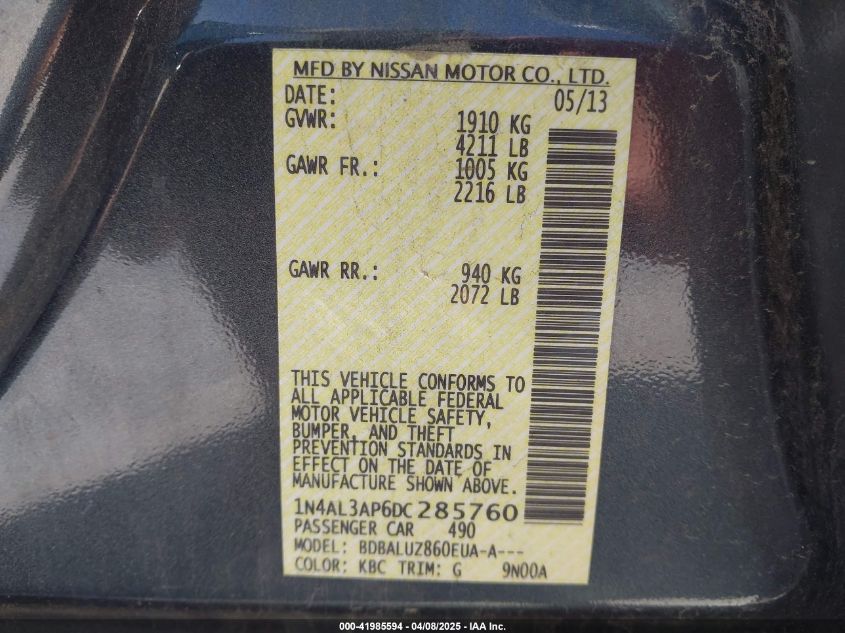 MFD BY NISSAN MOTOR CO., LTD.
DATE: 05/13
GVWR: 1910 KG
4211 LB
GAWR FR.: 1005 KG
2216 LB
GAWR RR.: 940 KG
2072 LB
THIS VEHICLE CONFORMS TO
ALL APPLICABLE FEDERAL
MOTOR VEHICLE SAFETY,
BUMPER, AND THEFT
PREVENTION STANDARDS IN
EFFECT ON THE DATE OF
MANUFACTURE SHOWN ABOVE.
1N4AL3AP6DC285760
PASSENGER CAR 490
MODEL: BDBALUZ860EUA-A---
COLOR: KBC TRIM: G 9N00A
000-41985594 - 04/08/2025 - IAA Inc.